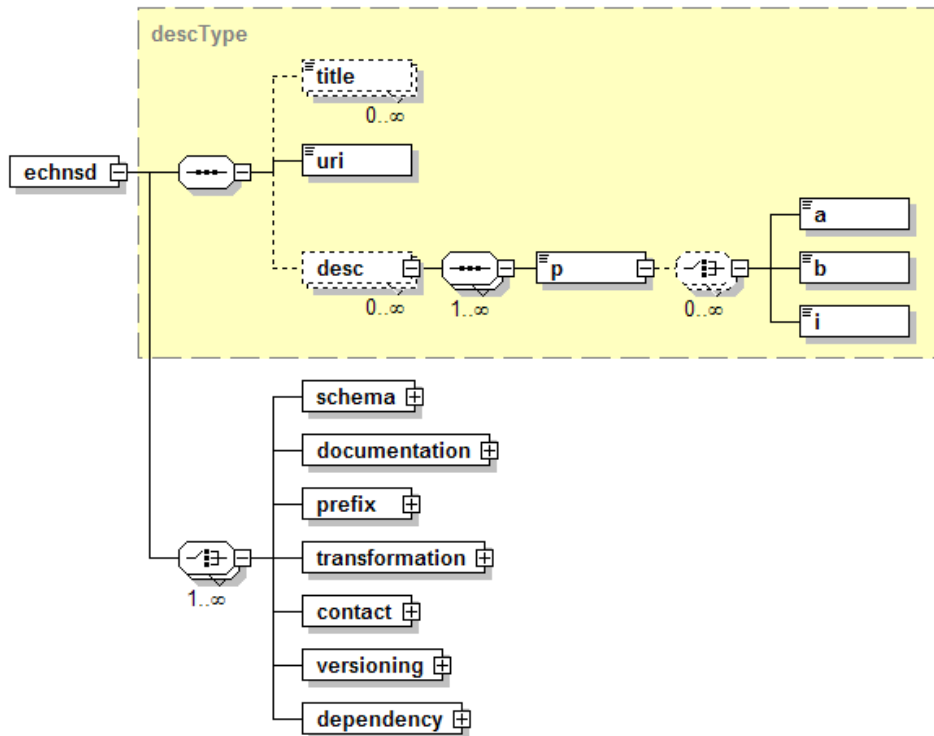 descType
title
0..∞
echnsd
uri
desc
0..∞
1..∞
p
0..∞
a
b
i
schema
documentation
prefix
transformation
1..∞
contact
versioning
dependency